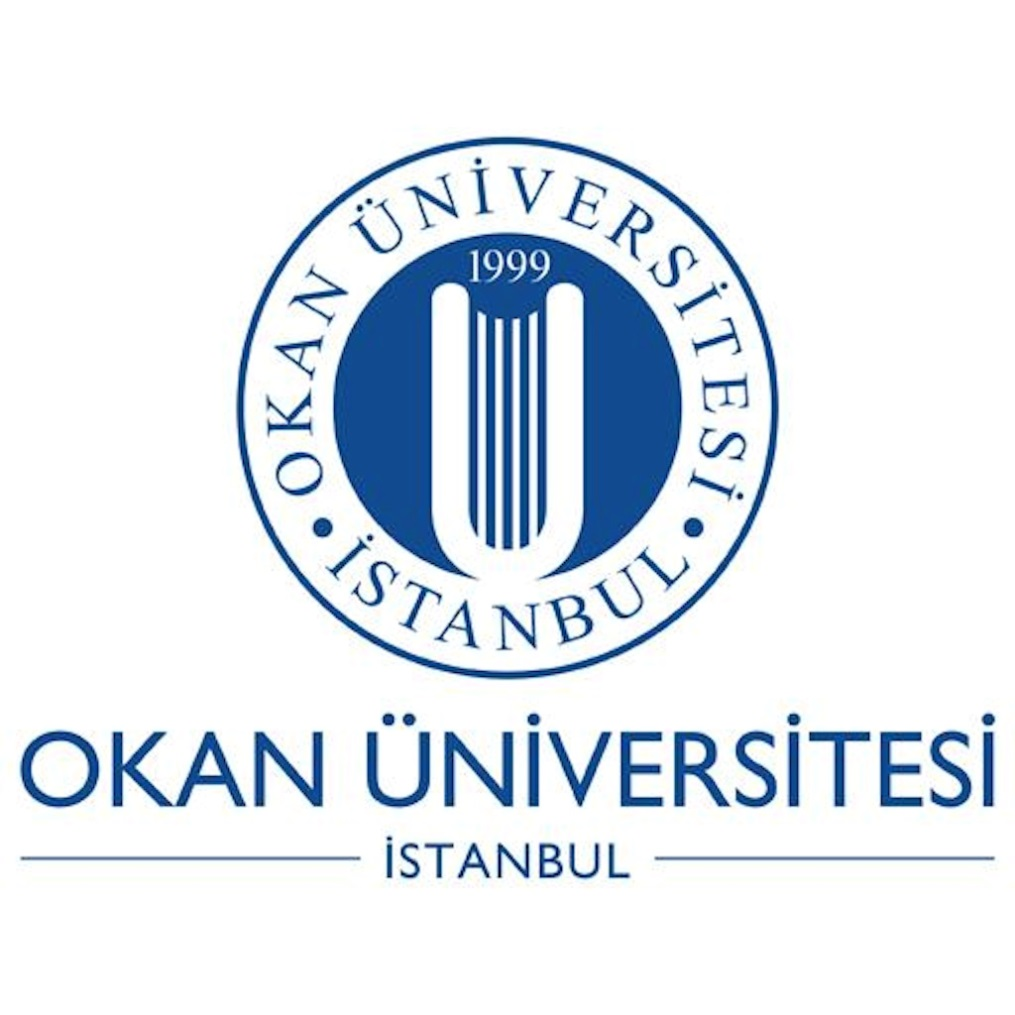 OKAN ÜNİVERSİTESİ
1999
• İSTANBUL •
OKAN ÜNİVERSİTESİ
İSTANBUL